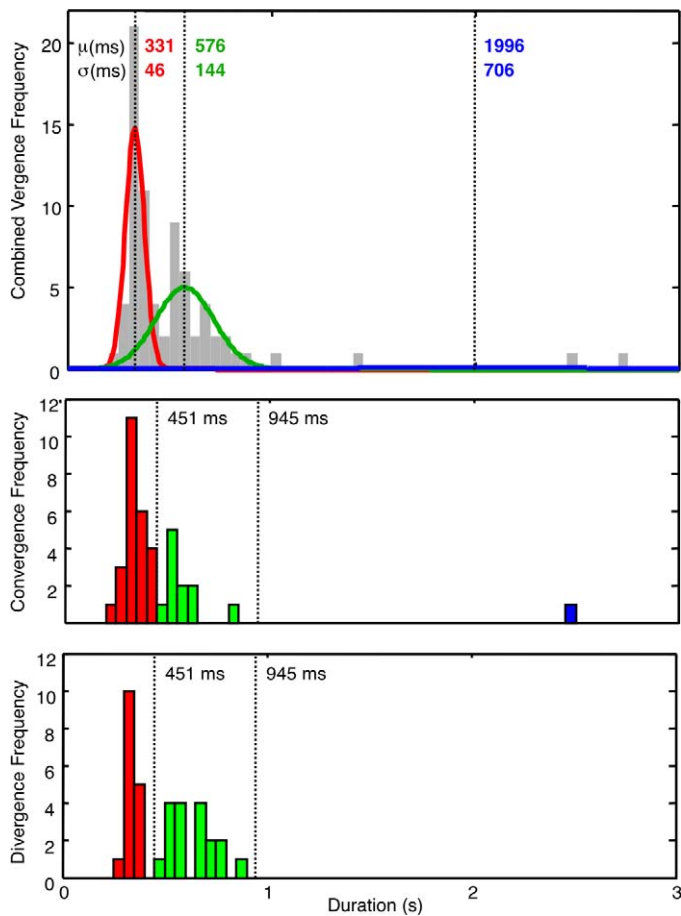 Combined Vergence Frequency
20
15
10
5
0
μ(ms) 331 576 1996
σ(ms) 46 144 706
Convergence Frequency
12
10
8
6
4
2
451 ms 945 ms
Divergence Frequency
12
10
8
6
4
2
0
451 ms 945 ms
0 1 2 3
Duration (s)